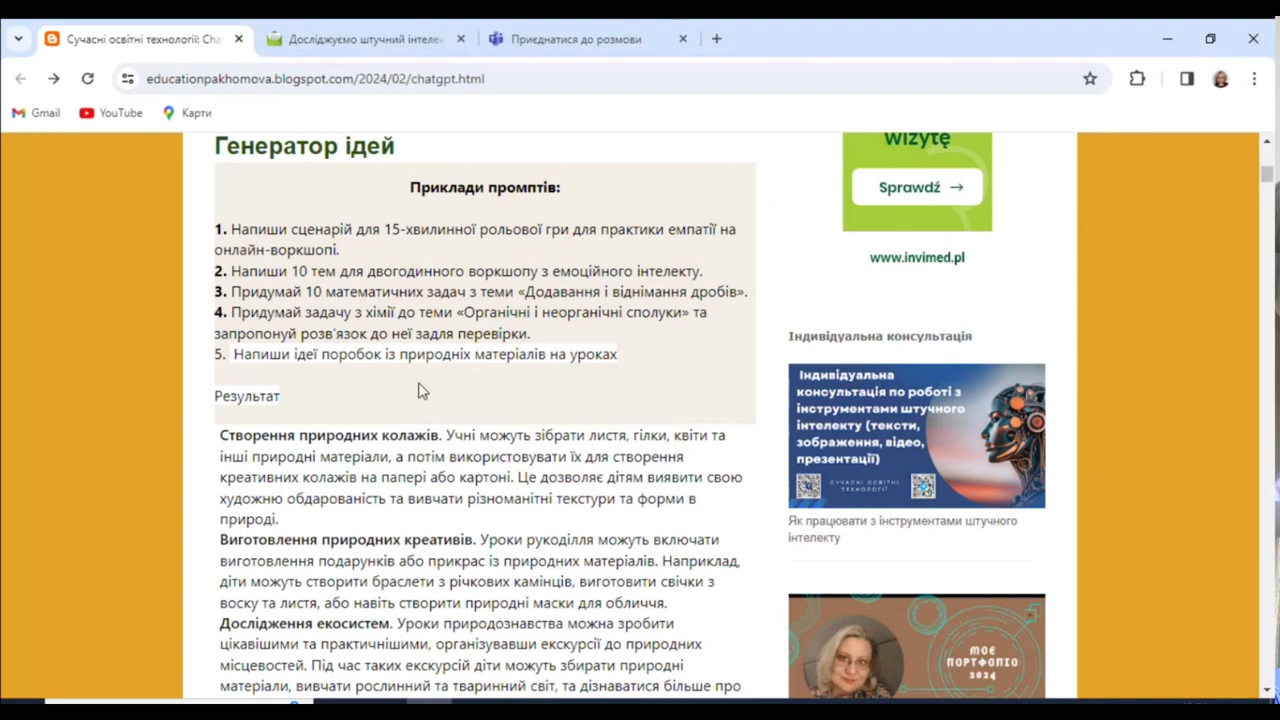 Сучасні освітні технології: Cha
Досліджуємо штучний інтелек
Приєднатися до розмови
educationpakhomova.blogspot.com/2024/02/chatgpt.html
Gmail
YouTube
Карти
Генератор ідей
Приклади промптів:
1. Напиши сценарій для 15-хвилинної рольової гри для практики емпатії на
онлайн-воркшопі.
2. Напиши 10 тем для двогодинного воркшопу з емоційного інтелекту.
3. Придумай 10 математичних задач з теми «Додавання і віднімання дробів».
4. Придумай задачу з хімії до теми «Органічні і неорганічні сполуки» та
запропонуй розв'язок до неї задля перевірки.
5. Напиши ідеї поробок із природніх матеріалів на уроках
Результат
Створення природних колажів. Учні можуть зібрати листя, гілки, квіти та
інші природні матеріали, а потім використовувати їх для створення
креативних колажів на папері або картоні. Це дозволяє дітям виявити свою
художню обдарованість та вивчати різноманітні текстури та форми в
природі.
Виготовлення природних креативів. Уроки рукоділля можуть включати
виготовлення подарунків або прикрас із природних матеріалів. Наприклад,
діти можуть створити браслети з річкових камінців, виготовити свічки з
воску та листя, або навіть створити природні маски для обличчя.
Дослідження екосистем. Уроки природознавства можна зробити
цікавішими та практичнішими, організувавши екскурсії до природних
місцевостей. Під час таких екскурсій діти можуть збирати природні
матеріали, вивчати рослинний та тваринний світ, та дізнаватися більше про
wizytę
Sprawdź →
www.invimed.pl
Індивідуальна консультація
Індивідуальна
консультація по роботі з
інструментами штучного
інтелекту (тексти,
зображення, відео,
презентації)
СУЧАСНІ ОСВІТНІ
ТЕХНОЛОГІЇ
Як працювати з інструментами штучного
інтелекту
МОЄ
ПОРТФОЛІО
2024